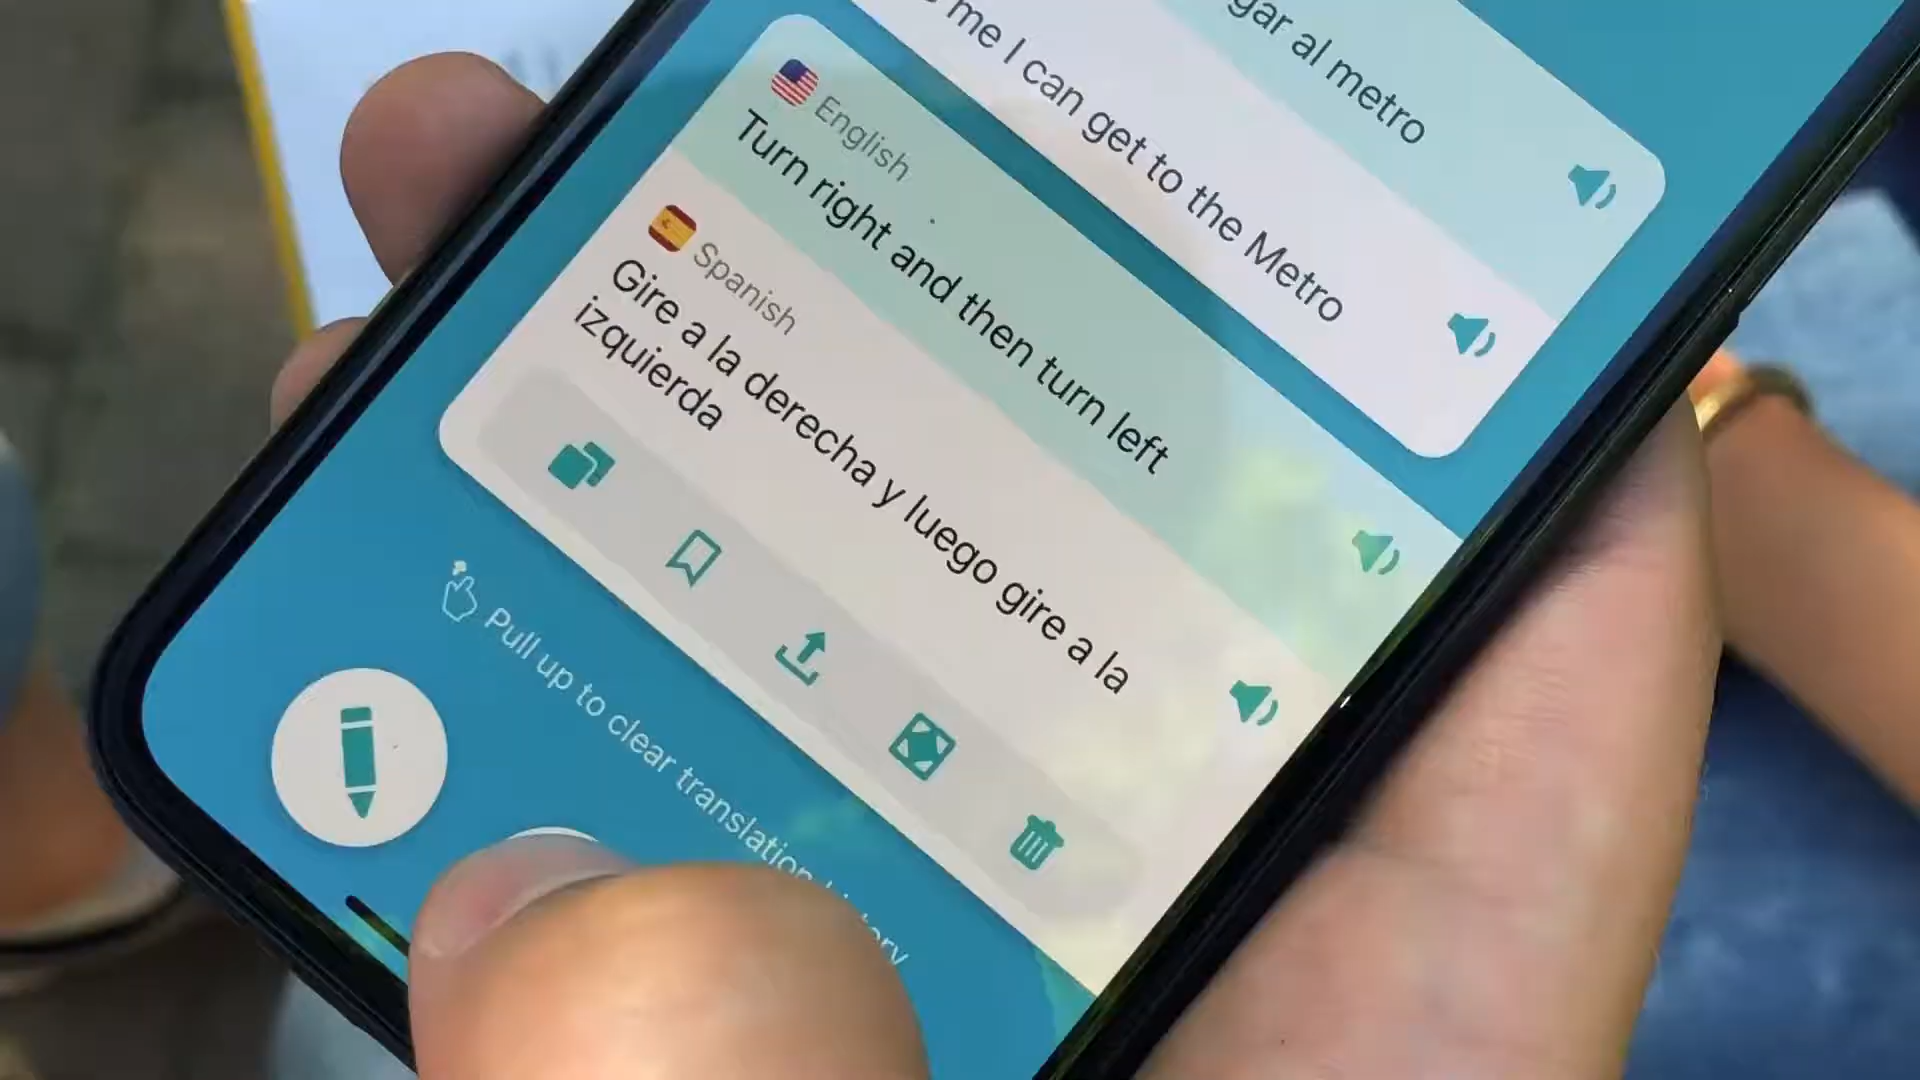 gar al metro
me I can get to the Metro
English
Turn right and then turn left
Spanish
Gire a la derecha y luego gire a la
izquierda
Pull up to clear translation